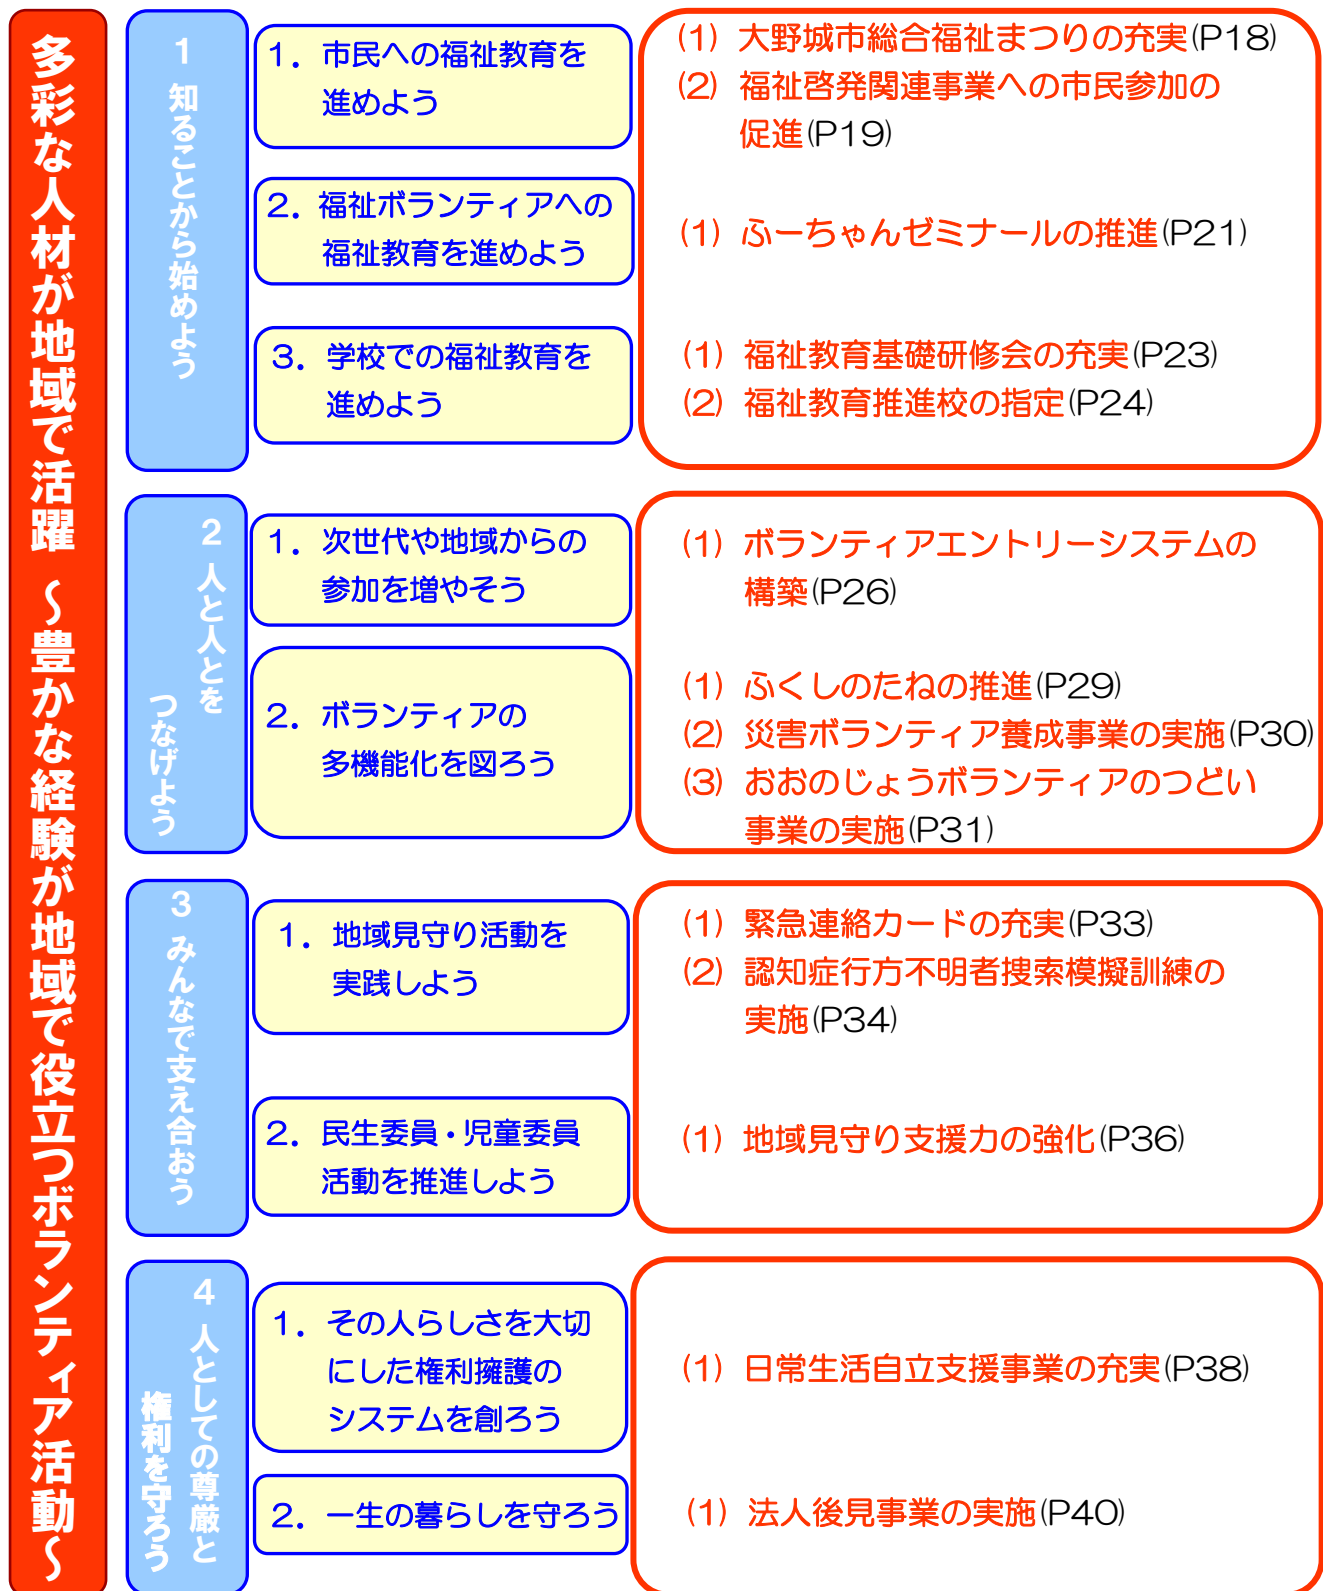 多彩な人材が地域で活躍 ～豊かな経験が地域で役立つボランティア活動～
1 知ることから始めよう
1．市民への福祉教育を
進めよう
(1) 大野城市総合福祉まつりの充実(P18)
(2) 福祉啓発関連事業への市民参加の
促進(P19)
2．福祉ボランティアへの
福祉教育を進めよう
(1) ふーちゃんゼミナールの推進(P21)
3．学校での福祉教育を
進めよう
(1) 福祉教育基礎研修会の充実(P23)
(2) 福祉教育推進校の指定(P24)
2 人と人とを
つなげよう
1．次世代や地域からの
参加を増やそう
(1) ボランティアエントリーシステムの
構築(P26)
2．ボランティアの
多機能化を図ろう
(1) ふくしのたねの推進(P29)
(2) 災害ボランティア養成事業の実施(P30)
(3) おおのじょうボランティアのつどい
事業の実施(P31)
3 みんなで支え合おう
1．地域見守り活動を
実践しよう
(1) 緊急連絡カードの充実(P33)
(2) 認知症行方不明者捜索模擬訓練の
実施(P34)
2．民生委員・児童委員
活動を推進しよう
(1) 地域見守り支援力の強化(P36)
4 人としての尊厳と
権利を守ろう
1．その人らしさを大切
にした権利擁護の
システムを創ろう
(1) 日常生活自立支援事業の充実(P38)
2．一生の暮らしを守ろう
(1) 法人後見事業の実施(P40)